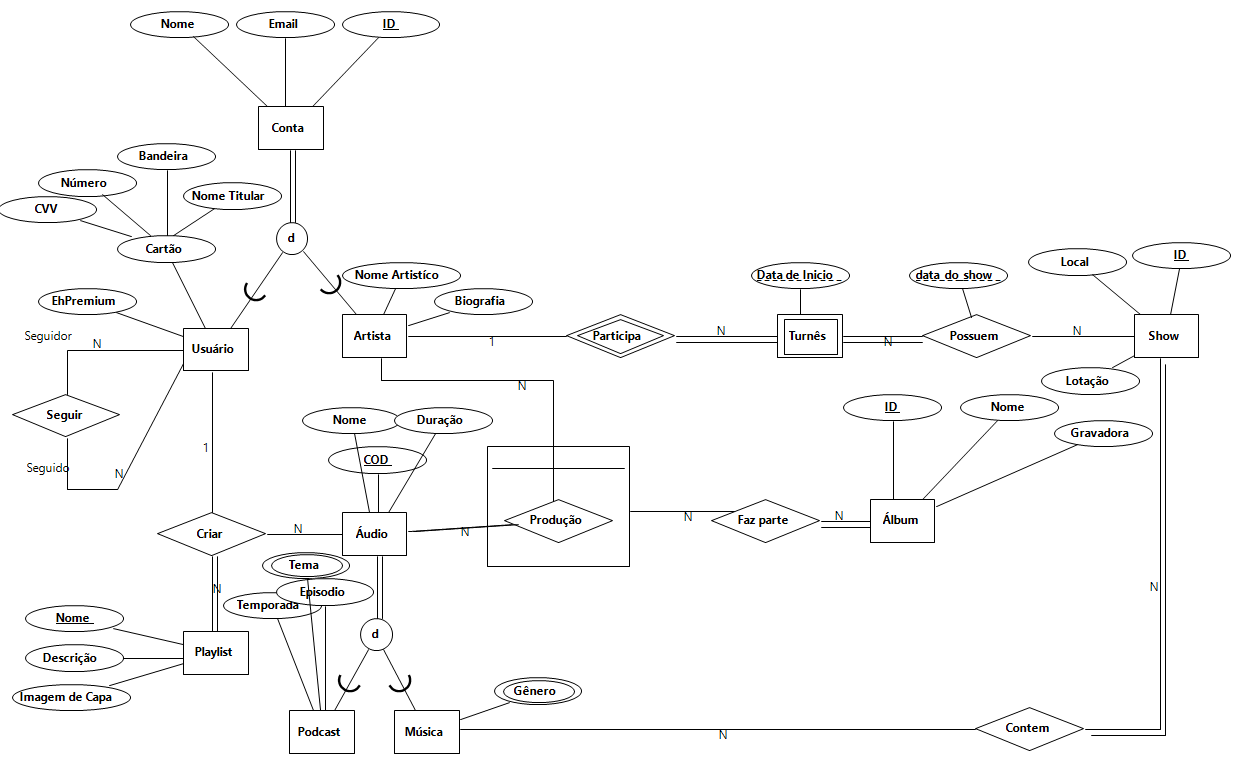 Nome
Email
ID
Conta
Bandeira
Número
Nome Titular
CVV
Cartão
d
Nome Artistíco
Data de Inicio
data_do_show
Local
ID
EhPremium
Biografia
Seguidor
N
Usuário
Artista
1
Participa
N
Turnês
N
Possuem
N
Show
Lotação
N
Seguir
Nome
Duração
ID
Nome
Gravadora
1
Seguido
N
COD
Criar
N
Áudio
N
Produção
N
Faz parte
N
Álbum
Tema
Episodio
Temporada
N
N
Nome
Descrição
Imagem de Capa
Playlist
d
Gênero
Podcast
Música
N
Contem